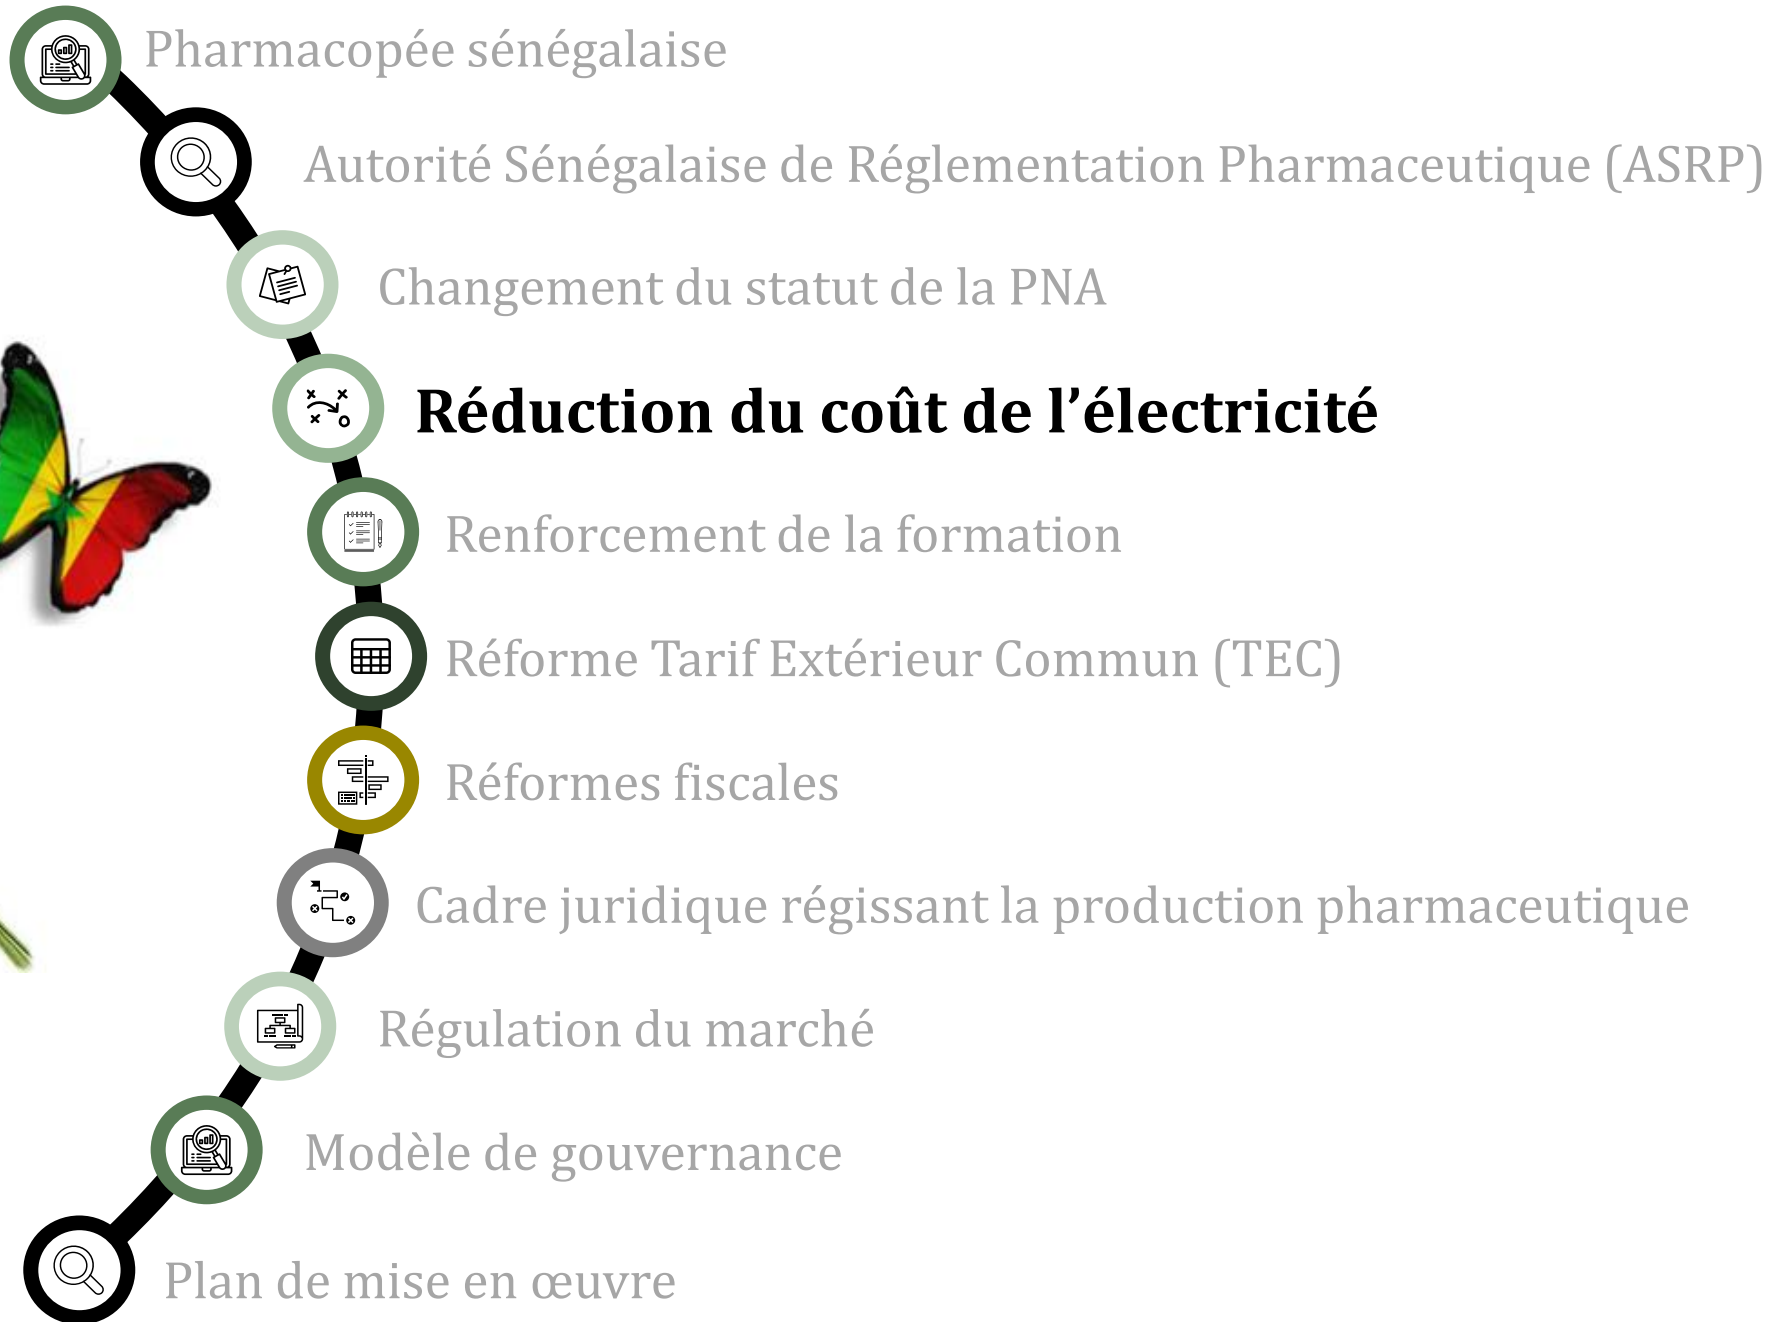 Pharmacopée sénégalaise
Autorité Sénégalaise de Réglementation Pharmaceutique (ASRP)
Changement du statut de la PNA
Réduction du coût de l’électricité
Renforcement de la formation
Réforme Tarif Extérieur Commun (TEC)
Réformes fiscales
Cadre juridique régissant la production pharmaceutique
Régulation du marché
Modèle de gouvernance
Plan de mise en œuvre